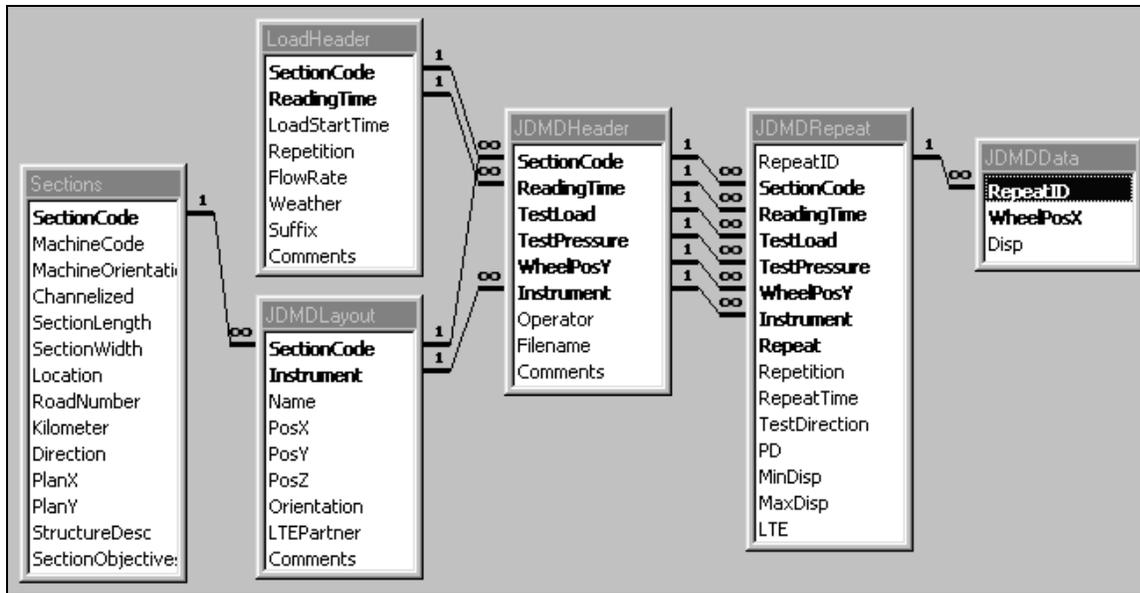 Sections
SectionCode
MachineCode
MachineOrientati
Channelized
SectionLength
SectionWidth
Location
RoadNumber
Kilometer
Direction
PlanX
PlanY
StructureDesc
SectionObjective:
1
∞
LoadHeader
SectionCode
ReadingTime
LoadStartTime
Repetition
FlowRate
Weather
Suffix
Comments
1
1
JDMDLayout
SectionCode
Instrument
Name
PosX
PosY
PosZ
Orientation
LTEPartner
Comments
1
1
∞
∞
∞
JDMDHeader
SectionCode
ReadingTime
TestLoad
TestPressure
WheelPosY
Instrument
Operator
Filename
Comments
1
1
1
1
1
1
∞
∞
∞
∞
∞
∞
JDMDRepeat
RepeatID
SectionCode
ReadingTime
TestLoad
TestPressure
WheelPosY
Instrument
Repeat
Repetition
RepeatTime
TestDirection
PD
MinDisp
MaxDisp
LTE
1
∞
JDMDData
RepeatID
WheelPosX
Disp